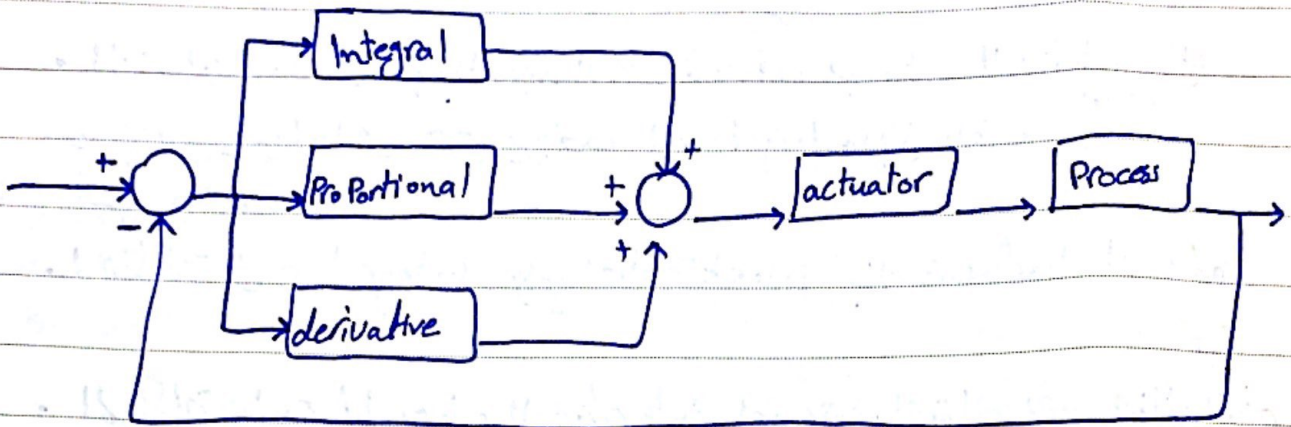 Integral
+
+
Proportional
+
actuator
Process
-
+
derivative